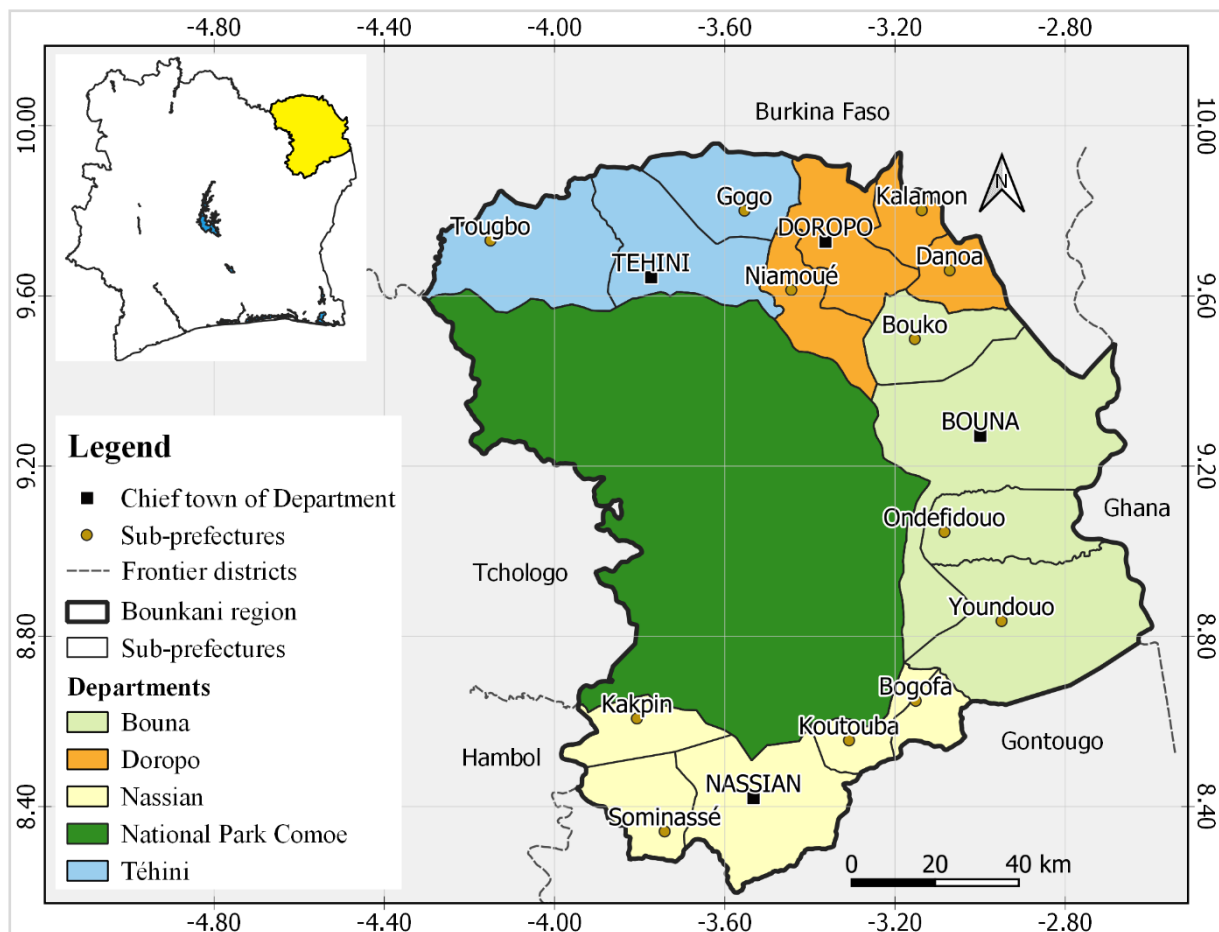 -4.80 -4.40 -4.00 -3.60 -3.20 -2.80
10.00
9.60
9.20
8.80
8.40
Burkina Faso
N
Gogo
Kalamon
Tougbo
DOROPO
TEHINI
Danoa
Niamoué
Bouko
BOUNA
Ondefidouo
Ghana
Tchologo
Youndouo
Bogofa
Kakpin
Koutouba
Gontougo
Hambol
NASSIAN
Sominassé
0 20 40 km
Legend
Chief town of Department
Sub-prefectures
Frontier districts
Bounkani region
Sub-prefectures
Departments
Bouna
Doropo
Nassian
National Park Comoe
Téhini
10.00
9.60
9.20
8.80
8.40
-4.80 -4.40 -4.00 -3.60 -3.20 -2.80